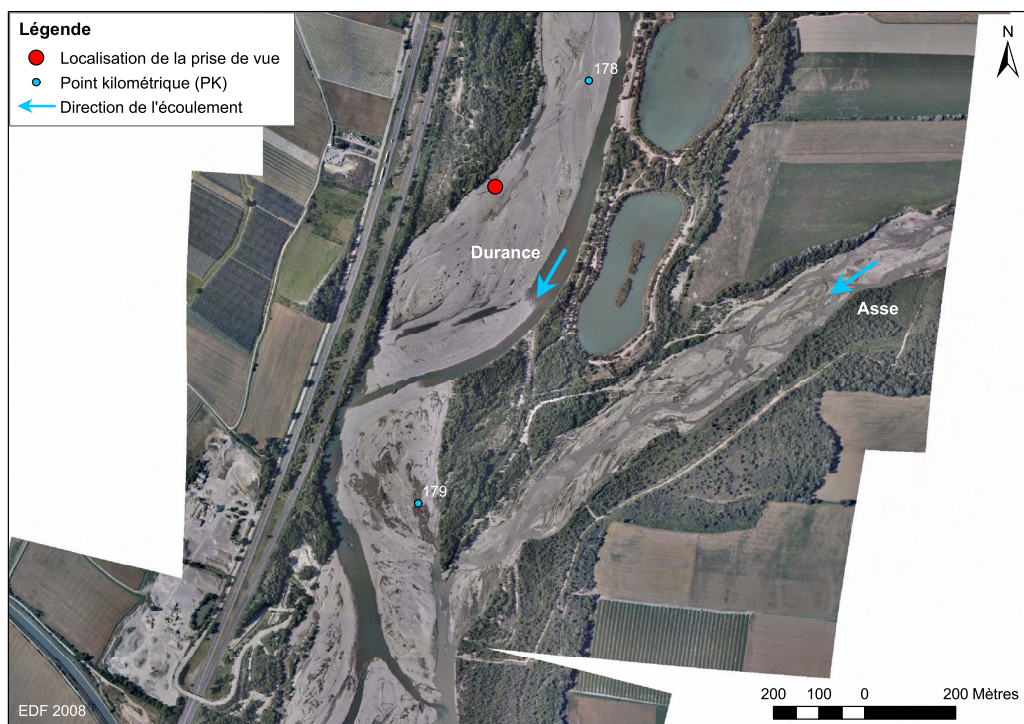 Légende
Localisation de la prise de vue
Point kilométrique (PK)
Direction de l'écoulement
N
178
Durance
Asse
179
EDF 2008
200 100 0 200 Mètres